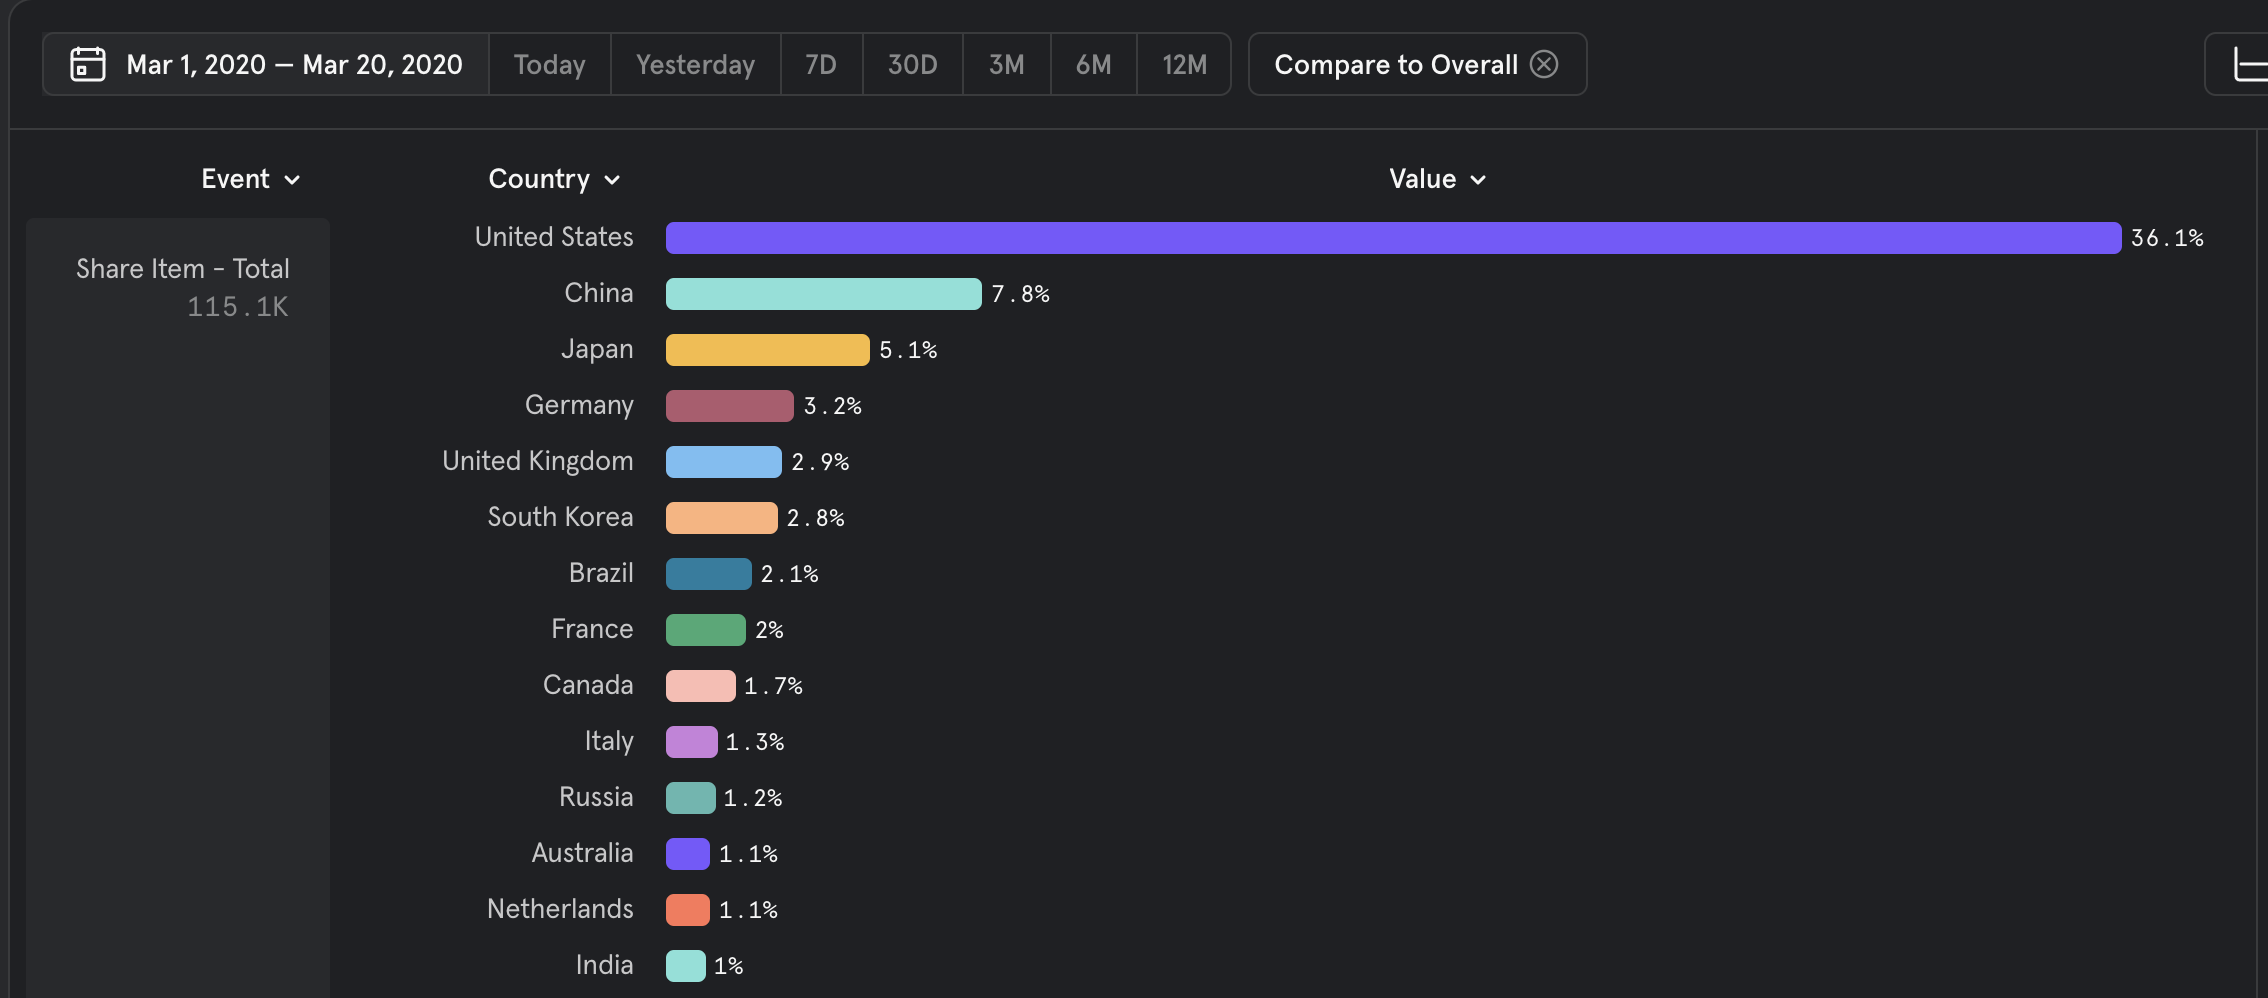 Mar 1, 2020 — Mar 20, 2020 Today Yesterday 7D 30D 3M 6M 12M Compare to Overall
Event Country Value
Share Item - Total
115.1K
United States 36.1%
China 7.8%
Japan 5.1%
Germany 3.2%
United Kingdom 2.9%
South Korea 2.8%
Brazil 2.1%
France 2%
Canada 1.7%
Italy 1.3%
Russia 1.2%
Australia 1.1%
Netherlands 1.1%
India 1%